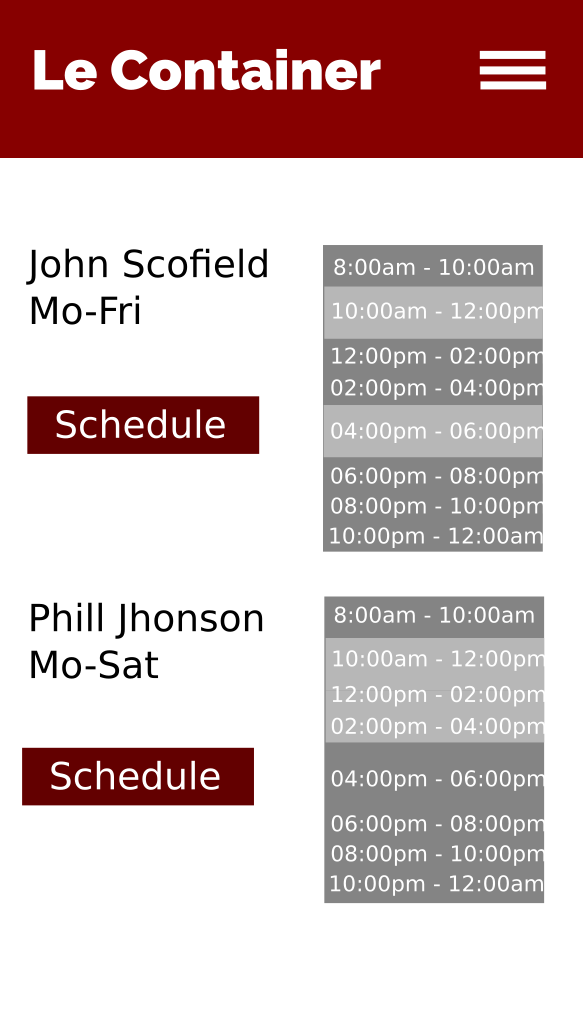 Le Container
John Scofield
Mo-Fri
Schedule
8:00am - 10:00am
10:00am - 12:00pm
12:00pm - 02:00pm
02:00pm - 04:00pm
04:00pm - 06:00pm
06:00pm - 08:00pm
08:00pm - 10:00pm
10:00pm - 12:00am
Phill Jhonson
Mo-Sat
Schedule
8:00am - 10:00am
10:00am - 12:00pm
12:00pm - 02:00pm
02:00pm - 04:00pm
04:00pm - 06:00pm
06:00pm - 08:00pm
08:00pm - 10:00pm
10:00pm - 12:00am